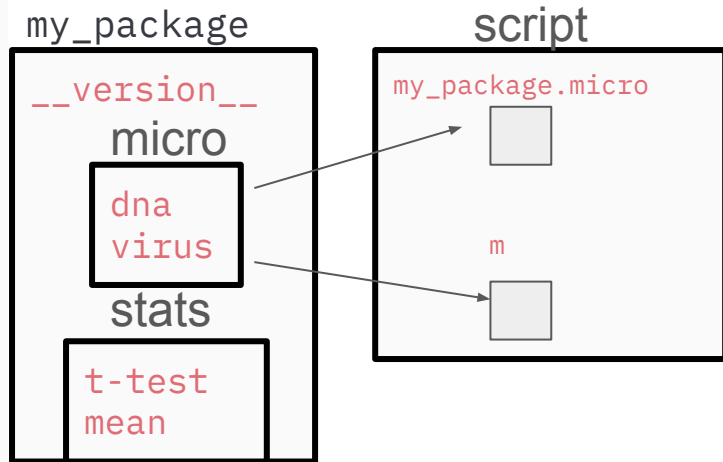 my_package
__version__
micro
dna
virus
stats
t-test
mean
script
my_package.micro
m